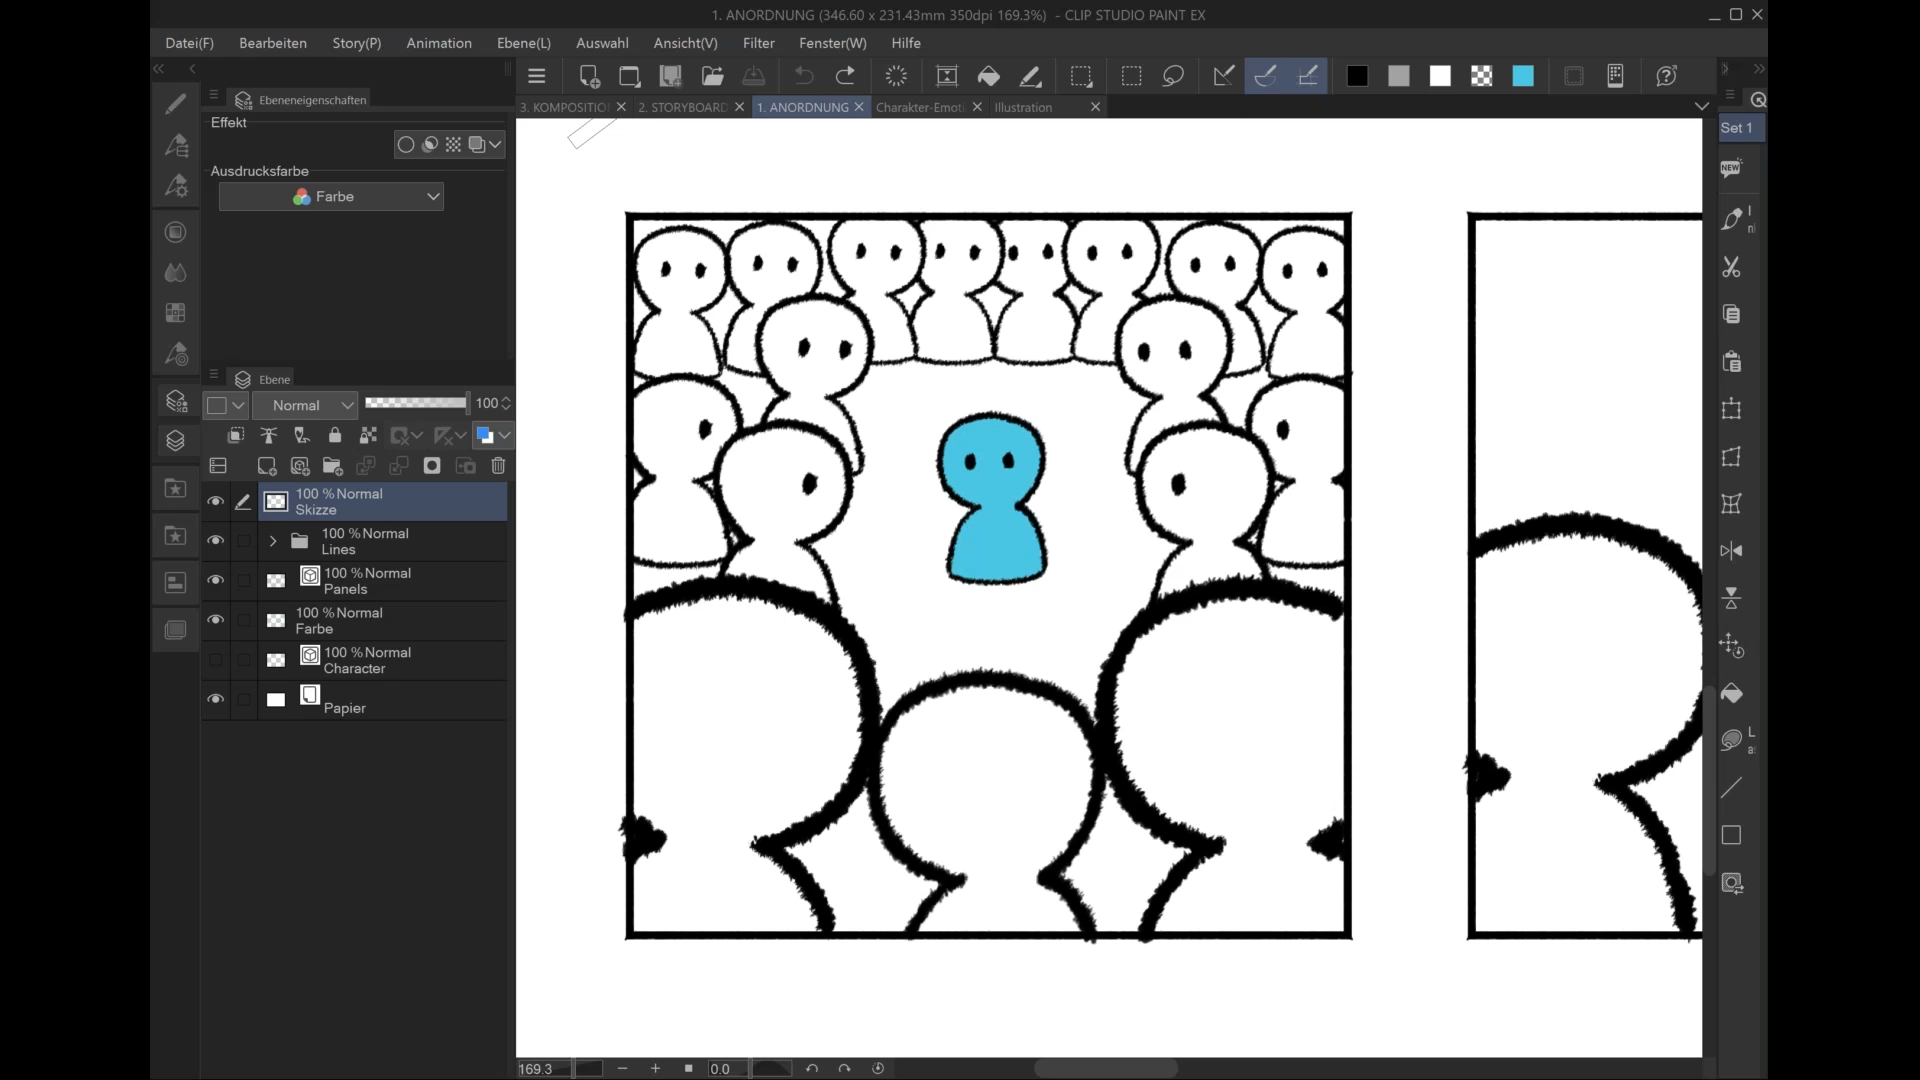 1. ANORDNUNG (346.60 x 231.43mm 350dpi 169.3%) - CLIP STUDIO PAINT EX
Datei(F) Bearbeiten Story(P) Animation Ebene(L) Auswahl Ansicht(V) Filter Fenster(W) Hilfe
Ebeneneigenschaften
3. KOMPOSITIO 2. STORYBOARD 1. ANORDNUNG Charakter-Emoti Illustration
Effekt
Set 1
Ausdrucksfarbe
NEW
Farbe
Ebene
Normal 100
100 % Normal
Skizze
100 % Normal
Lines
100 % Normal
Panels
100 % Normal
Farbe
100 % Normal
Character
Papier
169.3 0.0